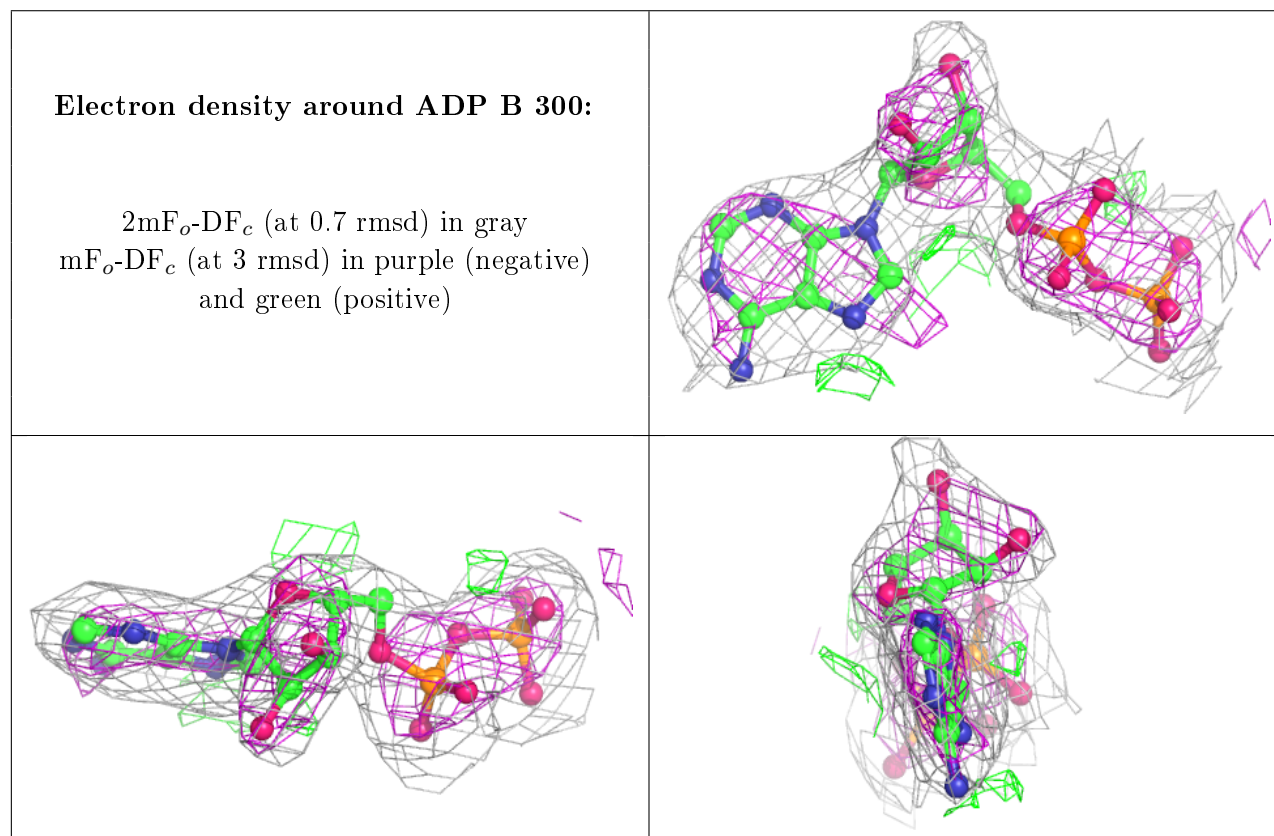 Electron density around ADP B 300:
2mFo-DFc (at 0.7 rmsd) in gray
mFo-DFc (at 3 rmsd) in purple (negative)
and green (positive)